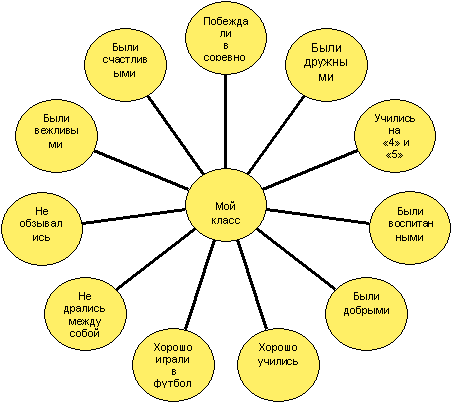 Побежда
ли
в
соревно
Были
дружны
ми
Учились
на
«4» и
«5»
Были
воспитан
ными
Были
добрыми
Хорошо
учились
Хорошо
играли
в
футбол
Не
дрались
между
собой
Не
обзывал
ись
Были
вежливы
ми
Были
счастлив
ыми
Мой
класс